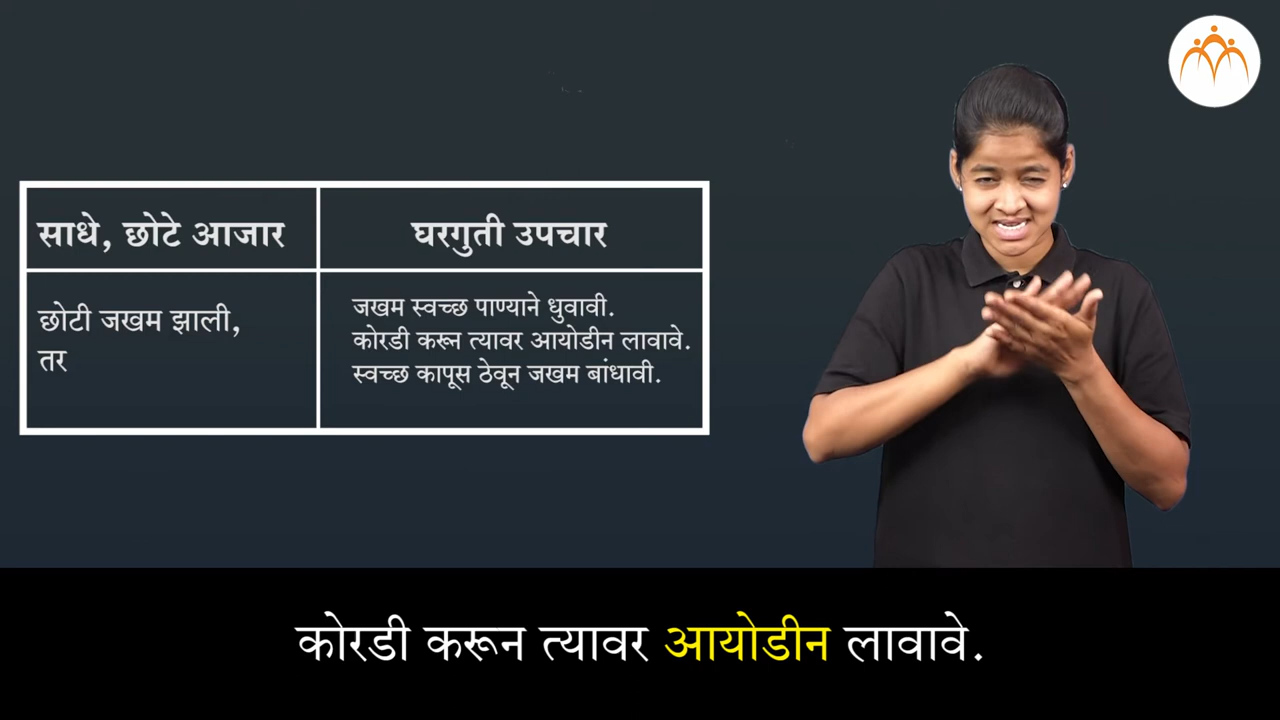 साधे, छोटे आजार
घरगुती उपचार
छोटी जखम झाली,
तर
जखम स्वच्छ पाण्याने धुवावी.
कोरडी करून त्यावर आयोडीन लावावे.
स्वच्छ कापूस ठेवून जखम बांधावी.
कोरडी करून त्यावर आयोडीन लावावे.